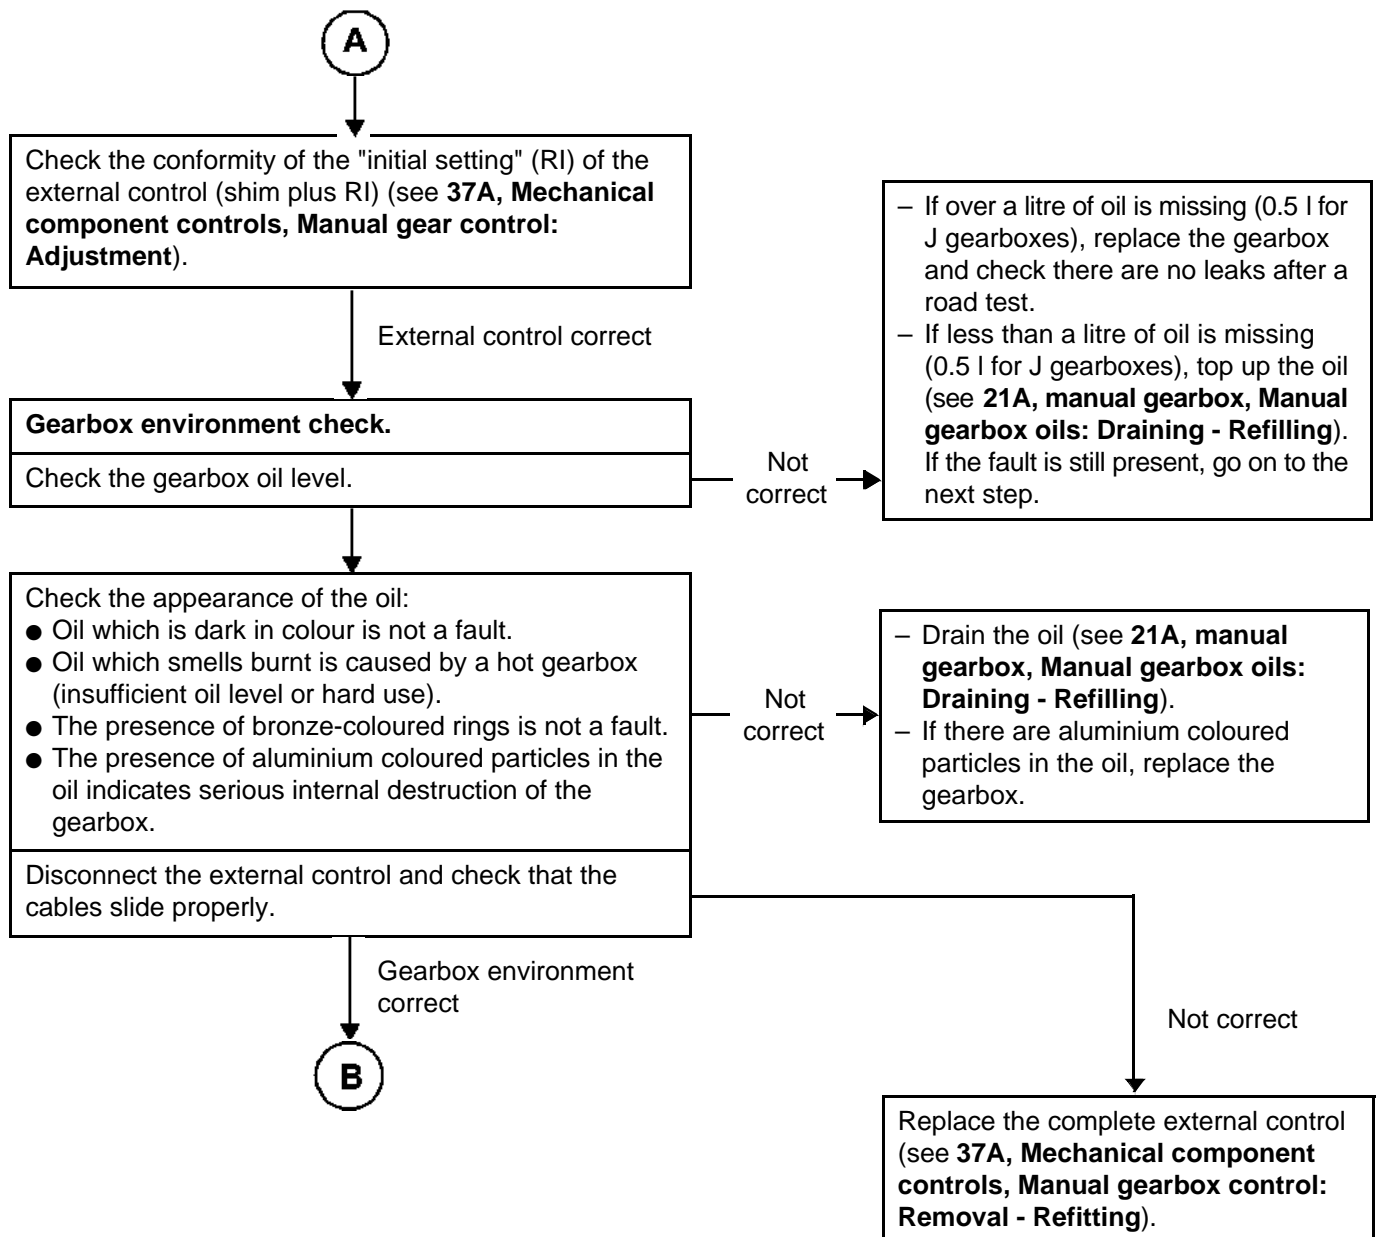 A
Check the conformity of the "initial setting" (RI) of the
external control (shim plus RI) (see 37A, Mechanical
component controls, Manual gear control:
Adjustment).
External control correct
Gearbox environment check.
Check the gearbox oil level.
Not
correct
– If over a litre of oil is missing (0.5 l for
J gearboxes), replace the gearbox
and check there are no leaks after a
road test.
– If less than a litre of oil is missing
(0.5 l for J gearboxes), top up the oil
(see 21A, manual gearbox, Manual
gearbox oils: Draining - Refilling).
If the fault is still present, go on to the
next step.
Check the appearance of the oil:
● Oil which is dark in colour is not a fault.
● Oil which smells burnt is caused by a hot gearbox
(insufficient oil level or hard use).
● The presence of bronze-coloured rings is not a fault.
● The presence of aluminium coloured particles in the
oil indicates serious internal destruction of the
gearbox.
Not
correct
– Drain the oil (see 21A, manual
gearbox, Manual gearbox oils:
Draining - Refilling).
– If there are aluminium coloured
particles in the oil, replace the
gearbox.
Disconnect the external control and check that the
cables slide properly.
Gearbox environment
correct
B
Not correct
Replace the complete external control
(see 37A, Mechanical component
controls, Manual gearbox control:
Removal - Refitting).